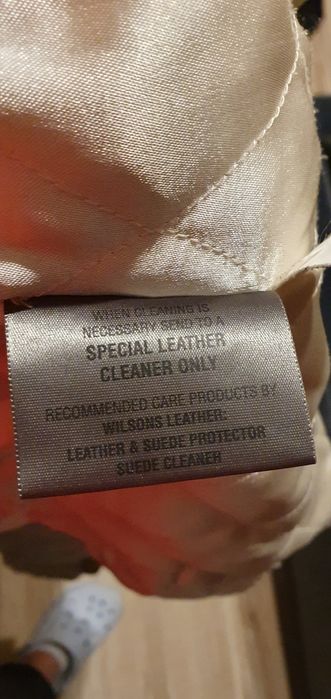 WHEN CLEANING IS
NECESSARY SEND TO A
SPECIAL LEATHER
CLEANER ONLY
RECOMMENDED CARE PRODUCTS BY
WILSONS LEATHER:
LEATHER & SUEDE PROTECTOR
SUEDE CLEANER